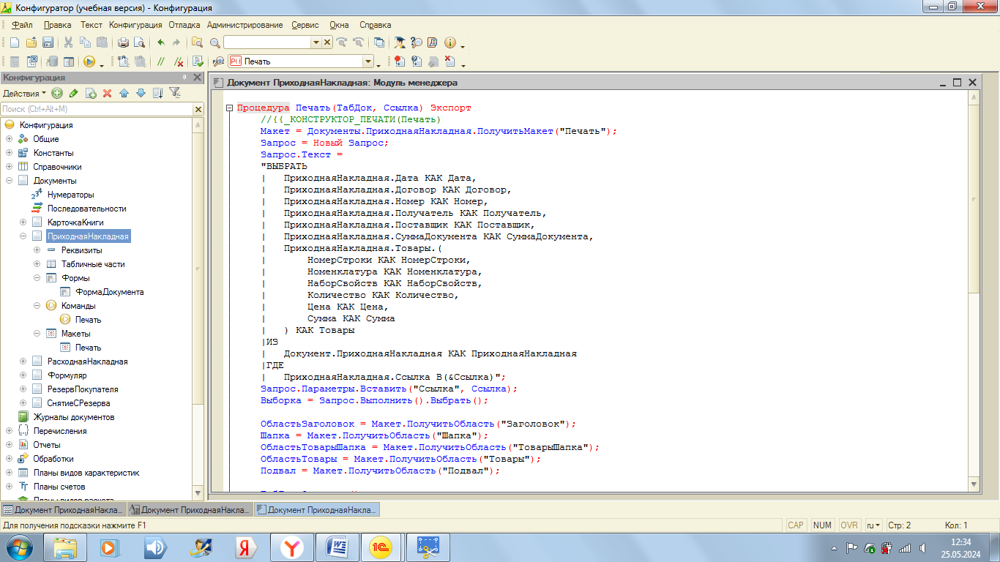 Конфигуратор (учебная версия) - Конфигурация
Файл Правка Текст Конфигурация Отладка Администрирование Сервис Окна Справка
Печать
Конфигурация
Действия
Поиск (Ctrl+Alt+M)
Конфигурация
Общие
Константы
Справочники
Документы
Нумераторы
Последовательности
КарточкаКниги
ПриходнаяНакладная
Реквизиты
Табличные части
Формы
ФормаДокумента
Команды
Печать
Макеты
Печать
РасходнаяНакладная
Формуляр
РезервПокупателя
СнятиеСРезерва
Журналы документов
Перечисления
Отчеты
Обработки
Планы видов характеристик
Планы счетов
Планы видов расчета
Документ ПриходнаяНакладная: Модуль менеджера
Процедура Печать(ТабДок, Ссылка) Экспорт
//{{_КОНСТРУКТОР_ПЕЧАТИ(Печать)
Макет = Документы.ПриходнаяНакладная.ПолучитьМакет("Печать");
Запрос = Новый Запрос;
Запрос.Текст =
"ВЫБРАТЬ
| ПриходнаяНакладная.Дата КАК Дата,
| ПриходнаяНакладная.Договор КАК Договор,
| ПриходнаяНакладная.Номер КАК Номер,
| ПриходнаяНакладная.Получатель КАК Получатель,
| ПриходнаяНакладная.Поставщик КАК Поставщик,
| ПриходнаяНакладная.СуммаДокумента КАК СуммаДокумента,
| ПриходнаяНакладная.Товары.(
| НомерСтроки КАК НомерСтроки,
| Номенклатура КАК Номенклатура,
| НаборСвойств КАК НаборСвойств,
| Количество КАК Количество,
| Цена КАК Цена,
| Сумма КАК Сумма
| ) КАК Товары
|ИЗ
| Документ.ПриходнаяНакладная КАК ПриходнаяНакладная
|ГДЕ
| ПриходнаяНакладная.Ссылка В(&Ссылка)";
Запрос.Параметры.Вставить("Ссылка", Ссылка);
Выборка = Запрос.Выполнить().Выбрать();
ОбластьЗаголовок = Макет.ПолучитьОбласть("Заголовок");
Шапка = Макет.ПолучитьОбласть("Шапка");
ОбластьТоварыШапка = Макет.ПолучитьОбласть("ТоварыШапка");
ОбластьТовары = Макет.ПолучитьОбласть("Товары");
Подвал = Макет.ПолучитьОбласть("Подвал");
Документ ПриходнаяНакла... Документ ПриходнаяНакла... Документ ПриходнаяНакла...
Для получения подсказки нажмите F1 CAP NUM OVR ru Стр: 2 Кол: 1
12:34
25.05.2024